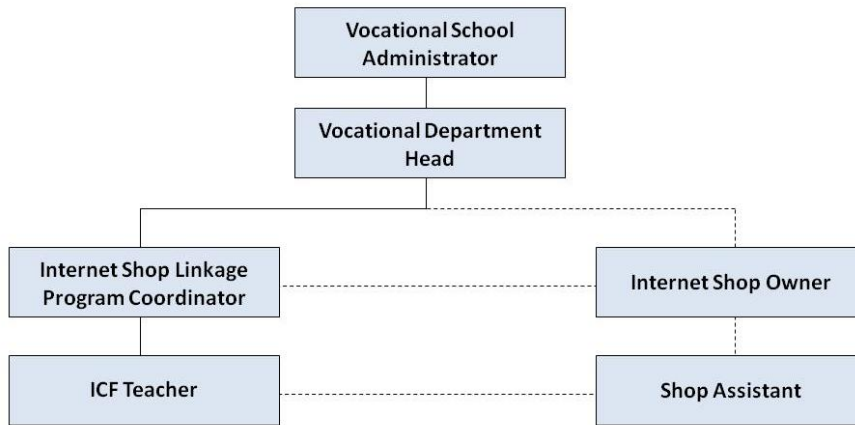 Vocational School
Administrator
Vocational Department
Head
Internet Shop Linkage
Program Coordinator
Internet Shop Owner
ICF Teacher
Shop Assistant